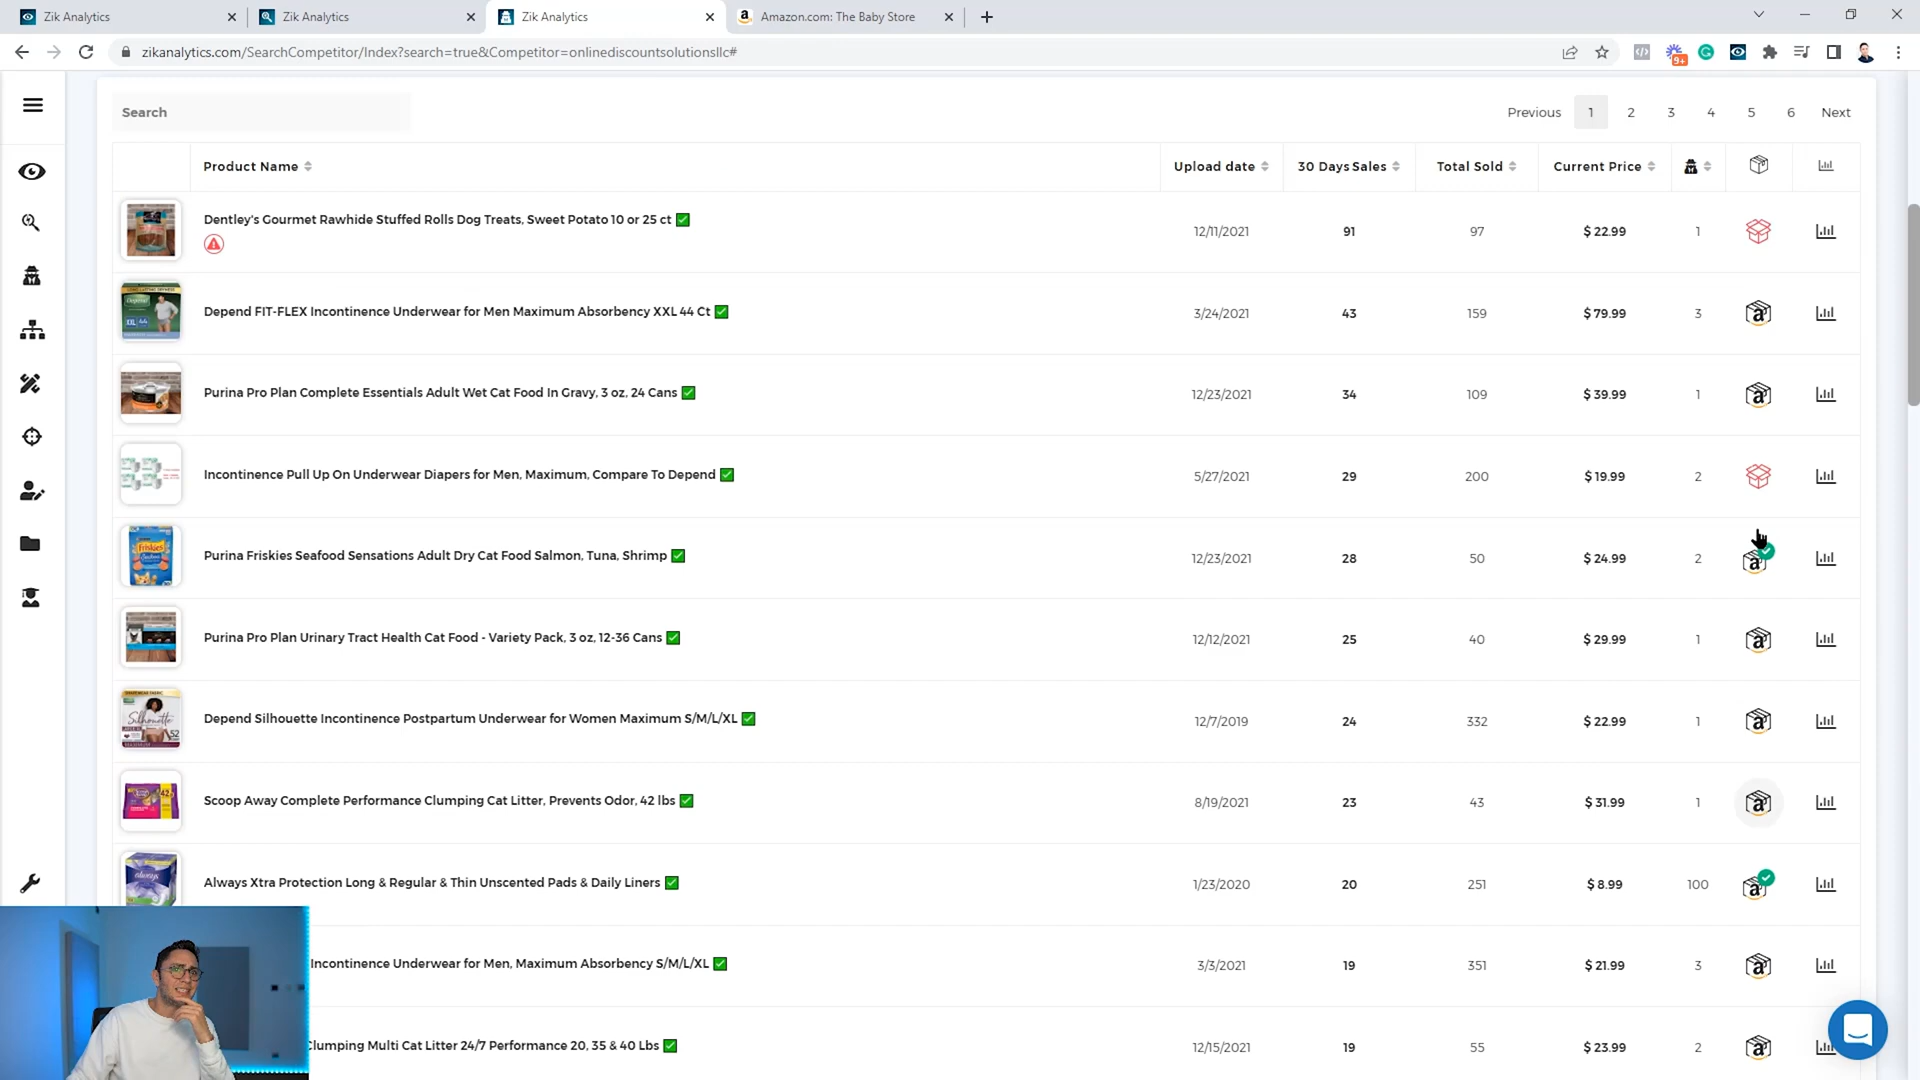 Zik Analytics
Zik Analytics
Zik Analytics
Amazon.com: The Baby Store
zikanalytics.com/SearchCompetitor/Index?search=true&Competitor=onlinediscountsolutionsllc#
9+
Search
Previous 1 2 3 4 5 6 Next
Product Name Upload date 30 Days Sales Total Sold Current Price
Dentley's Gourmet Rawhide Stuffed Rolls Dog Treats, Sweet Potato 10 or 25 ct 12/11/2021 91 97 $ 22.99 1
Depend FIT-FLEX Incontinence Underwear for Men Maximum Absorbency XXL 44 Ct 3/24/2021 43 159 $ 79.99 3
Purina Pro Plan Complete Essentials Adult Wet Cat Food In Gravy, 3 oz, 24 Cans 12/23/2021 34 109 $ 39.99 1
Incontinence Pull Up On Underwear Diapers for Men, Maximum, Compare To Depend 5/27/2021 29 200 $ 19.99 2
Purina Friskies Seafood Sensations Adult Dry Cat Food Salmon, Tuna, Shrimp 12/23/2021 28 50 $ 24.99 2
Purina Pro Plan Urinary Tract Health Cat Food - Variety Pack, 3 oz, 12-36 Cans 12/12/2021 25 40 $ 29.99 1
Depend Silhouette Incontinence Postpartum Underwear for Women Maximum S/M/L/XL 12/7/2019 24 332 $ 22.99 1
Scoop Away Complete Performance Clumping Cat Litter, Prevents Odor, 42 lbs 8/19/2021 23 43 $ 31.99 1
Always Xtra Protection Long & Regular & Thin Unscented Pads & Daily Liners 1/23/2020 20 251 $ 8.99 100
Incontinence Underwear for Men, Maximum Absorbency S/M/L/XL 3/3/2021 19 351 $ 21.99 3
Clumping Multi Cat Litter 24/7 Performance 20, 35 & 40 Lbs 12/15/2021 19 55 $ 23.99 2